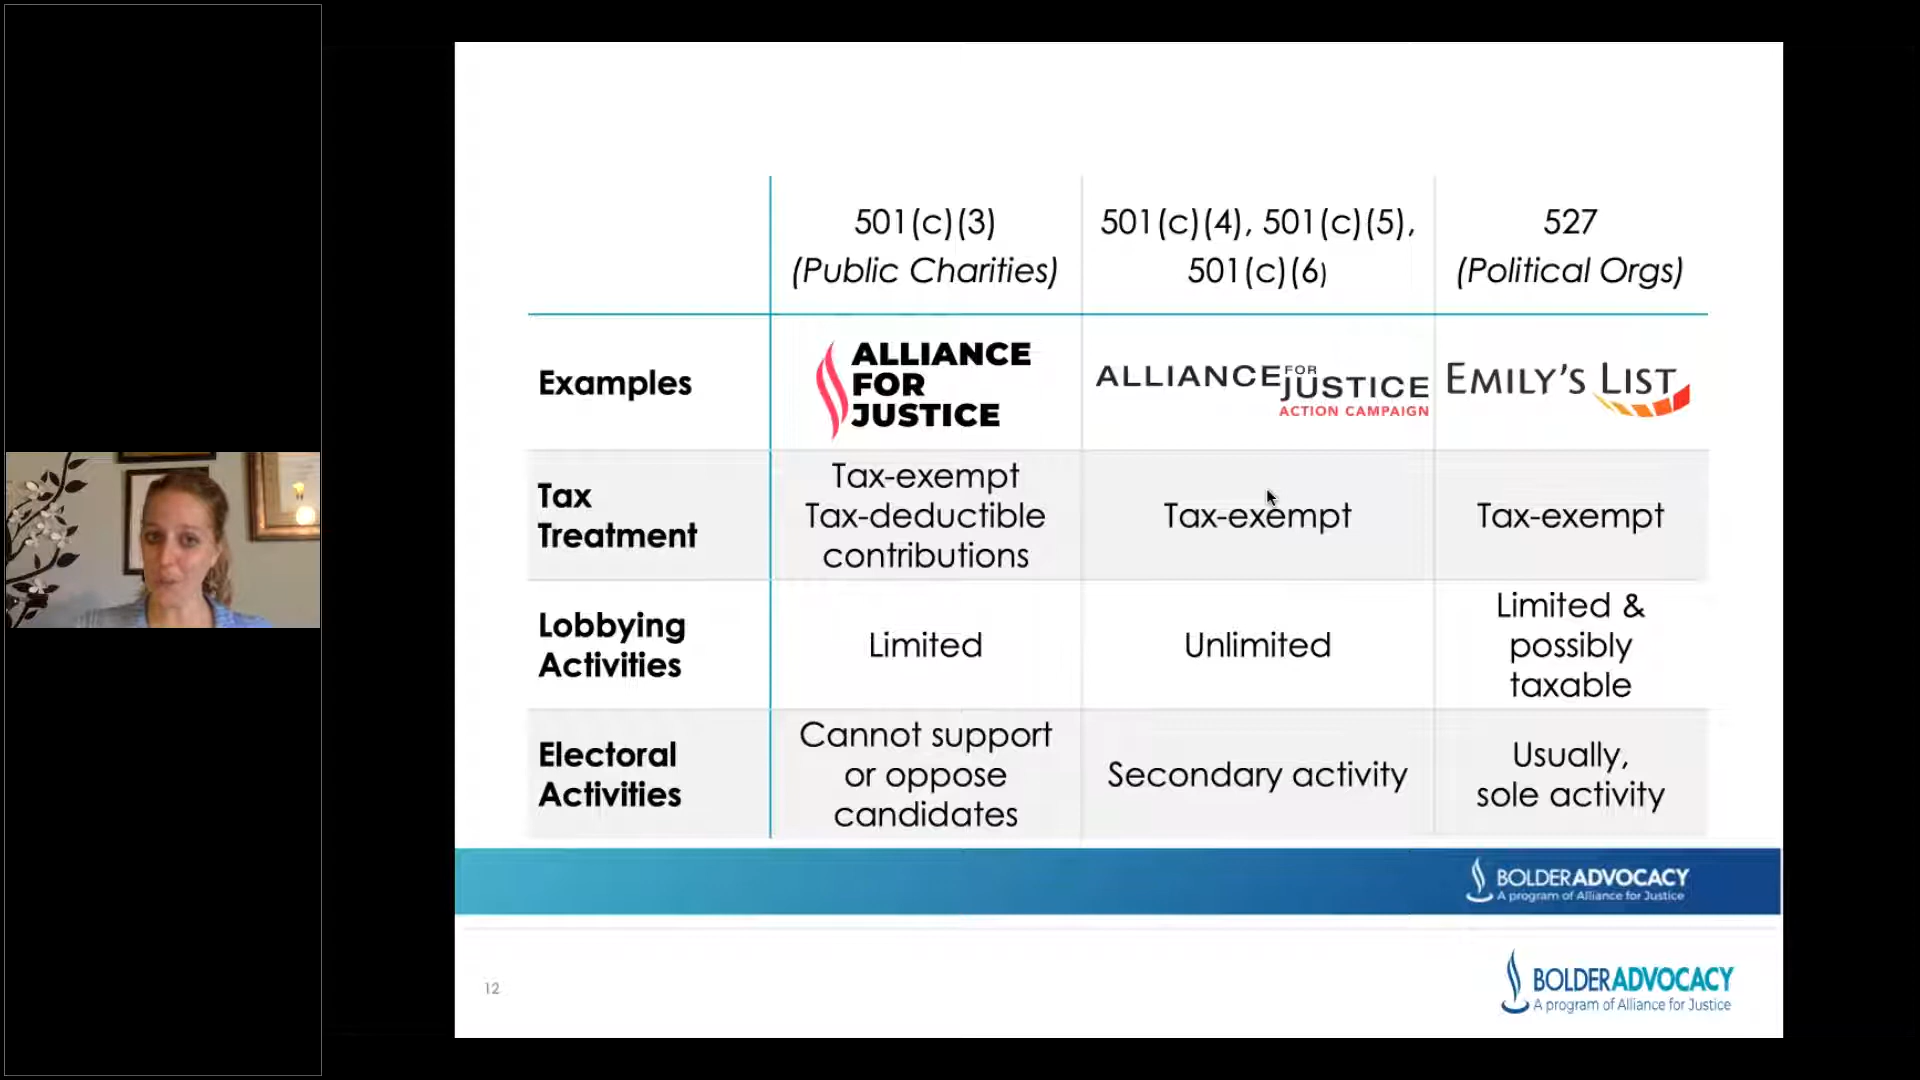 501(c)(3)
(Public Charities)
501(c)(4), 501(c)(5),
501(c)(6)
527
(Political Orgs)
Examples
ALLIANCE
FOR
JUSTICE
ALLIANCE FOR JUSTICE
ACTION CAMPAIGN
EMILY'S LIST
Tax
Treatment
Tax-exempt
Tax-deductible
contributions
Tax-exempt
Tax-exempt
Lobbying
Activities
Limited
Unlimited
Limited &
possibly
taxable
Electoral
Activities
Cannot support
or oppose
candidates
Secondary activity
Usually,
sole activity
BOLDERADVOCACY
A program of Alliance for Justice
12
BOLDERADVOCACY
A program of Alliance for Justice